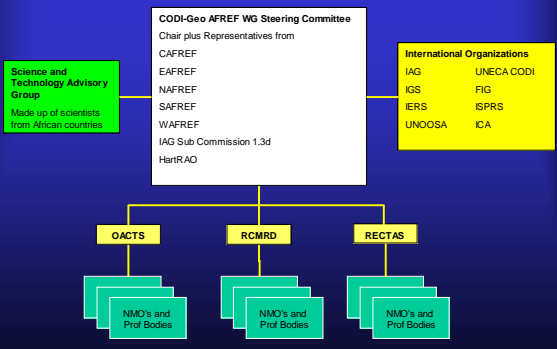 CODI-Geo AFREF WG Steering Committee
Chair plus Representatives from
CAFREF
EAFREF
NAFREF
SAFREF
WAFREF
IAG Sub Commission 1.3d
HartRAO
Science and
Technology Advisory
Group
Made up of scientists
from African countries
International Organizations
IAG UNECA CODI
IGS FIG
IERS ISPRS
UNOOSA ICA
OACTS
RCMRD
RECTAS
NMO's and
Prof Bodies
NMO's and
Prof Bodies
NMO's and
Prof Bodies